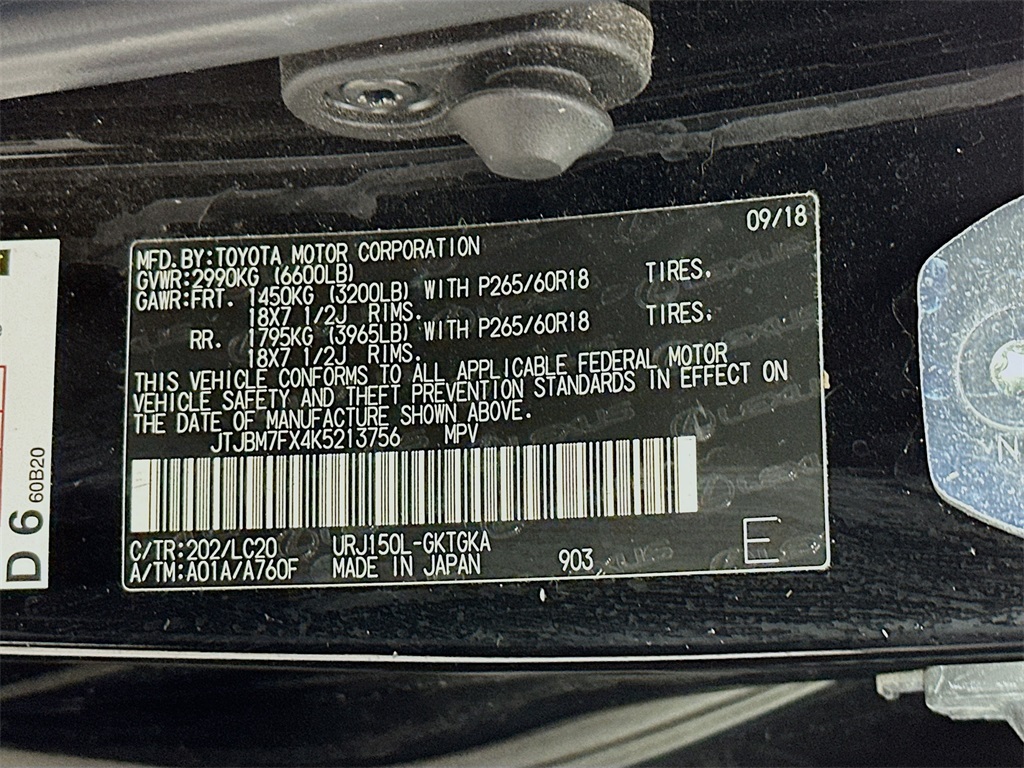 09/18
MFD. BY:TOYOTA MOTOR CORPORATION
GVWR:2990KG (6600LB)
GAWR:FRT. 1450KG (3200LB) WITH P265/60R18 TIRES,
18X7 1/2J RIMS.
RR. 1795KG (3965LB) WITH P265/60R18 TIRES,
18X7 1/2J RIMS.
THIS VEHICLE CONFORMS TO ALL APPLICABLE FEDERAL MOTOR
VEHICLE SAFETY AND THEFT PREVENTION STANDARDS IN EFFECT ON
THE DATE OF MANUFACTURE SHOWN ABOVE.
JTJBM7FX4K5213756 MPV
C/TR:202/LC20 URJ150L-GKTGKA
A/TM:A01A/A760F MADE IN JAPAN 903 E
D 6 60B20
LEXUS